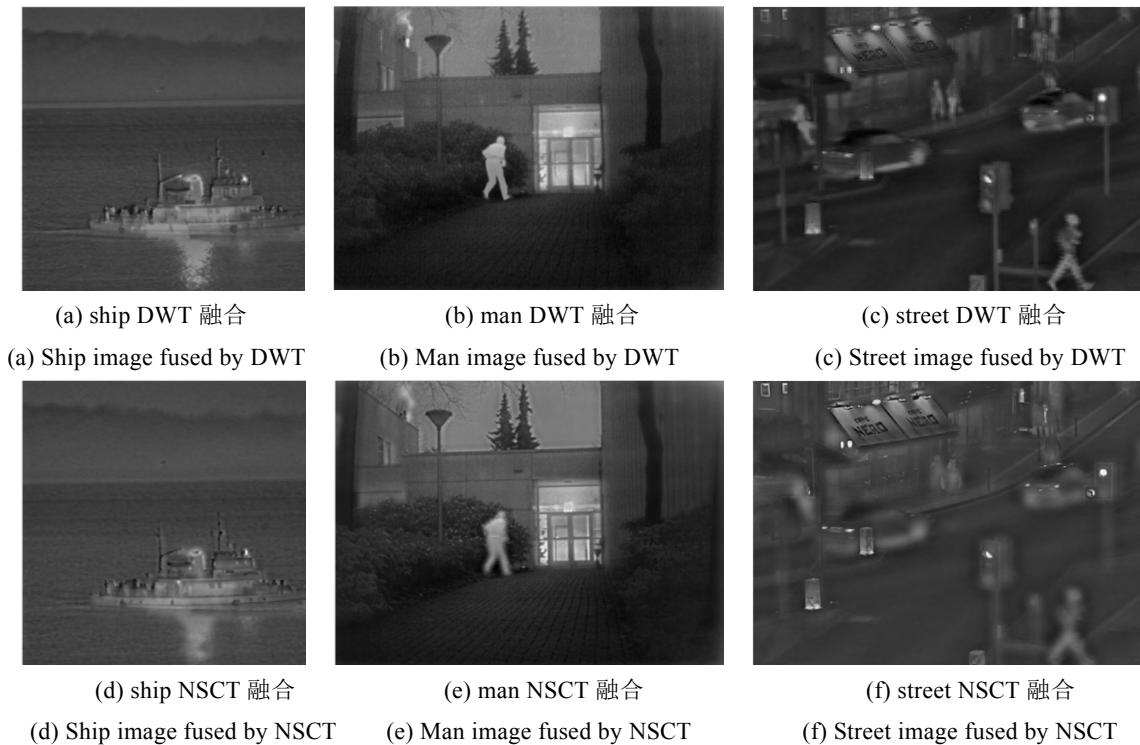 NERO
(a) ship DWT 融合
(b) man DWT 融合
(c) street DWT 融合
(a) Ship image fused by DWT
(b) Man image fused by DWT
(c) Street image fused by DWT
NERO
(d) ship NSCT 融合
(e) man NSCT 融合
(f) street NSCT 融合
(d) Ship image fused by NSCT
(e) Man image fused by NSCT
(f) Street image fused by NSCT